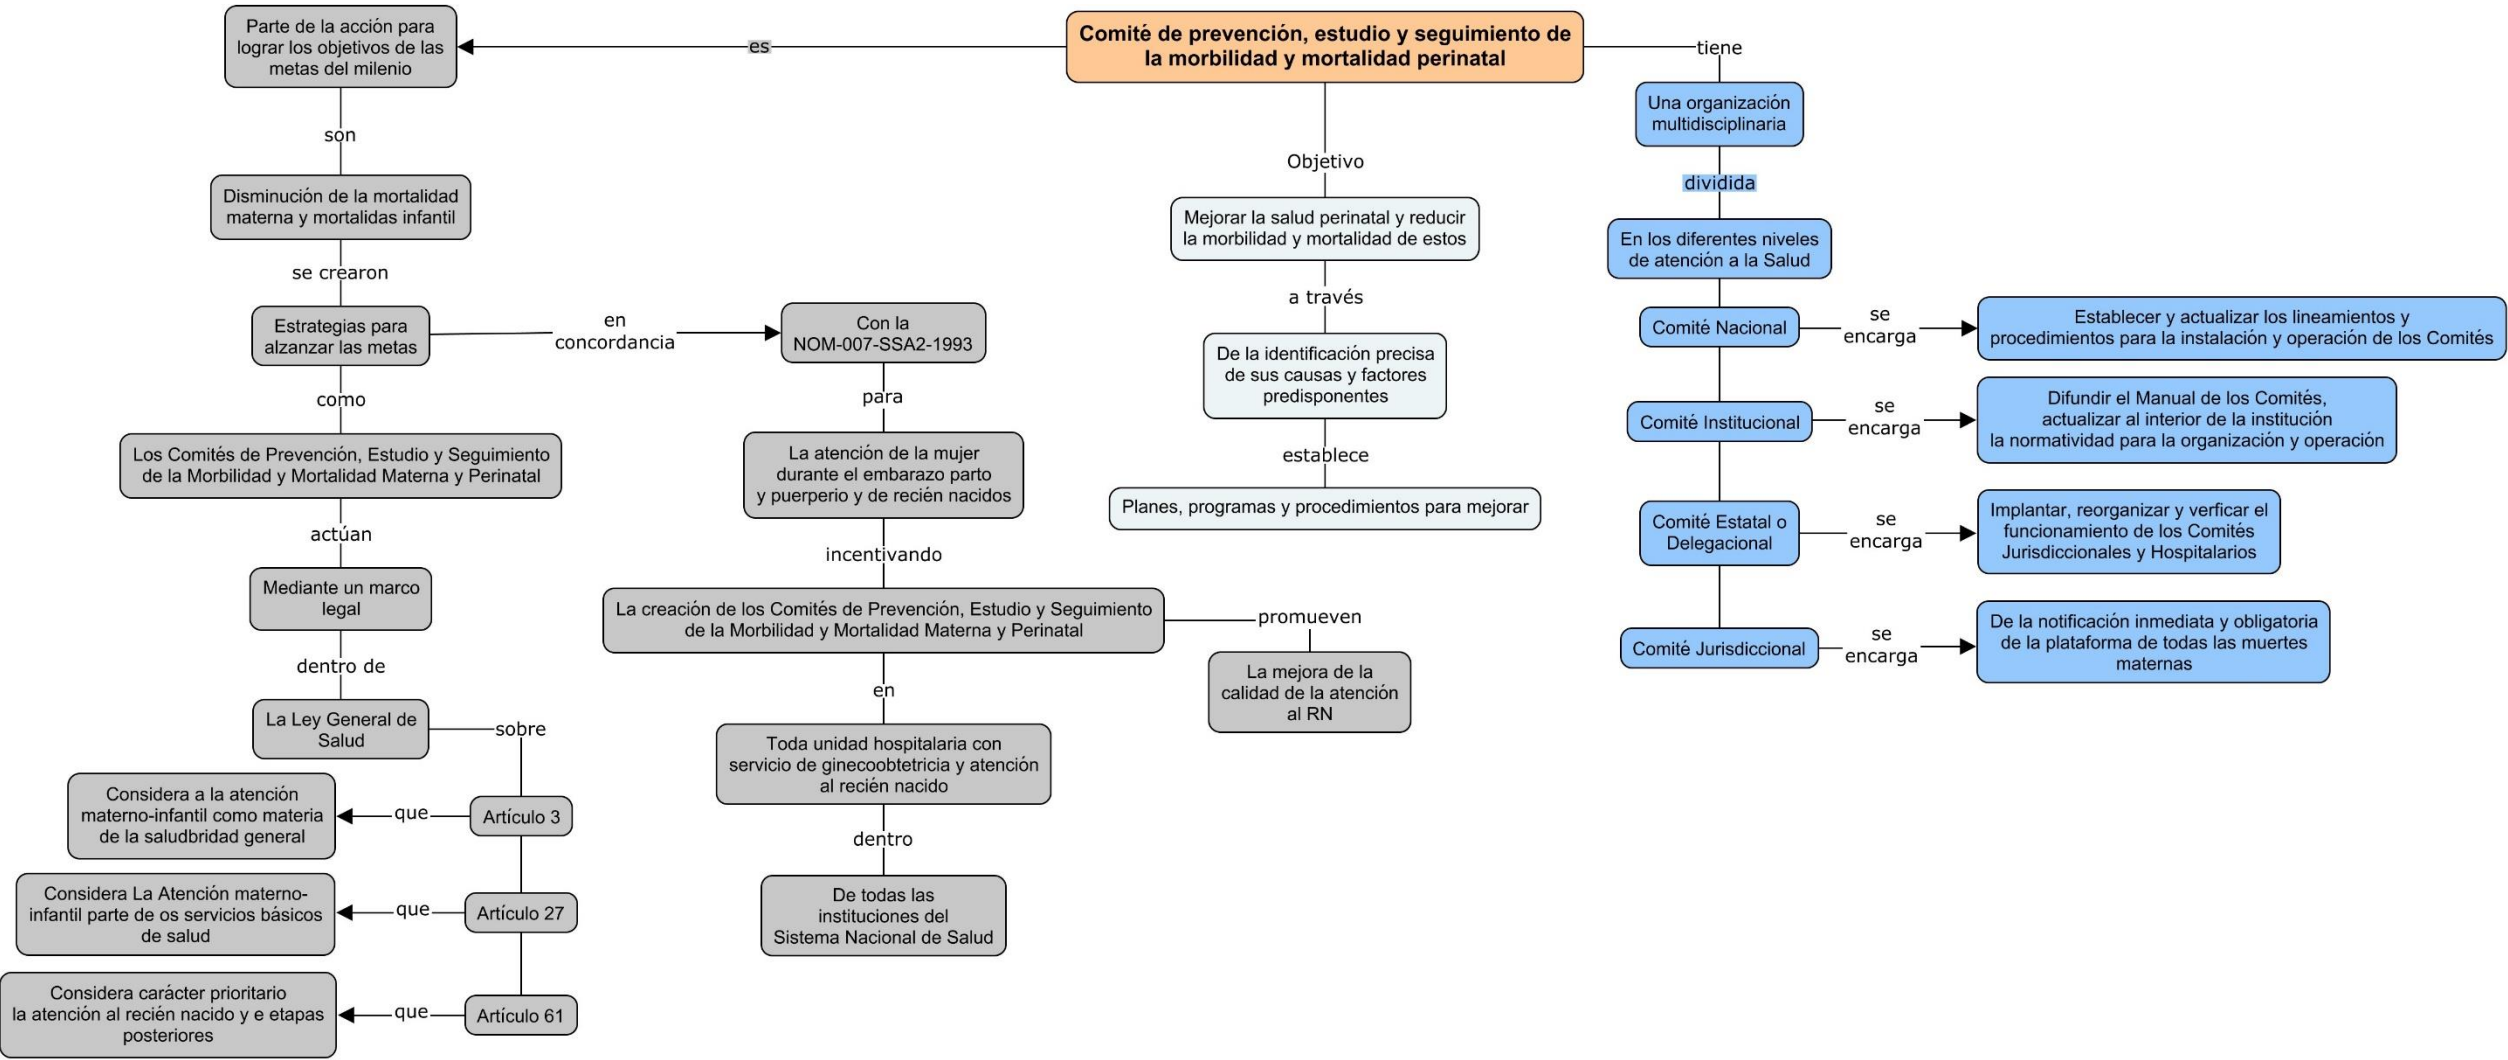 Comité de prevención, estudio y seguimiento de
la morbilidad y mortalidad perinatal
es
Parte de la acción para
lograr los objetivos de las
metas del milenio
son
Disminución de la mortalidad
materna y mortalidas infantil
se crearon
Estrategias para
alzanzar las metas
como
Los Comités de Prevención, Estudio y Seguimiento
de la Morbilidad y Mortalidad Materna y Perinatal
actúan
Mediante un marco
legal
dentro de
La Ley General de
Salud
sobre
Artículo 3
que
Considera a la atención
materno-infantil como materia
de la saludbridad general
Artículo 27
que
Considera La Atención materno-
infantil parte de os servicios básicos
de salud
Artículo 61
que
Considera carácter prioritario
la atención al recién nacido y e etapas
posteriores
en
concordancia
Con la
NOM-007-SSA2-1993
para
La atención de la mujer
durante el embarazo parto
y puerperio y de recién nacidos
incentivando
La creación de los Comités de Prevención, Estudio y Seguimiento
de la Morbilidad y Mortalidad Materna y Perinatal
promueven
La mejora de la
calidad de la atención
al RN
en
Toda unidad hospitalaria con
servicio de ginecoobtetricia y atención
al recién nacido
dentro
De todas las
instituciones del
Sistema Nacional de Salud
Objetivo
Mejorar la salud perinatal y reducir
la morbilidad y mortalidad de estos
a través
De la identificación precisa
de sus causas y factores
predisponentes
establece
Planes, programas y procedimientos para mejorar
tiene
Una organización
multidisciplinaria
dividida
En los diferentes niveles
de atención a la Salud
Comité Nacional
se
encarga
Establecer y actualizar los lineamientos y
procedimientos para la instalación y operación de los Comités
Comité Institucional
se
encarga
Difundir el Manual de los Comités,
actualizar al interior de la institución
la normatividad para la organización y operación
Comité Estatal o
Delegacional
se
encarga
Implantar, reorganizar y verficar el
funcionamiento de los Comités
Jurisdiccionales y Hospitalarios
Comité Jurisdiccional
se
encarga
De la notificación inmediata y obligatoria
de la plataforma de todas las muertes
maternas